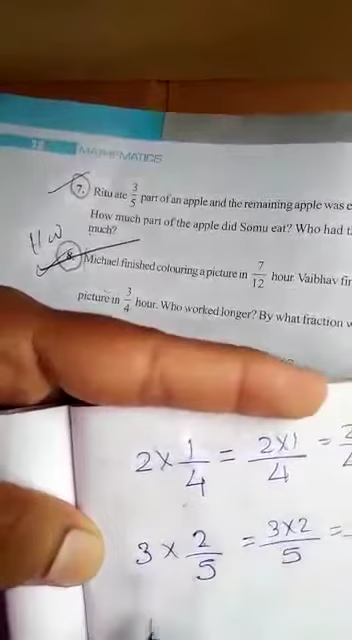 MATHEMATICS
7. Ritu ate 3/5 part of an apple and the remaining apple was e
How much part of the apple did Somu eat? Who had t
much?
HW
8. Michael finished colouring a picture in 7/12 hour. Vaibhav fin
picture in 3/4 hour. Who worked longer? By what fraction w
2 × 1/4 = 2×1/4 = 2
3 × 2/5 = 3×2/5 =